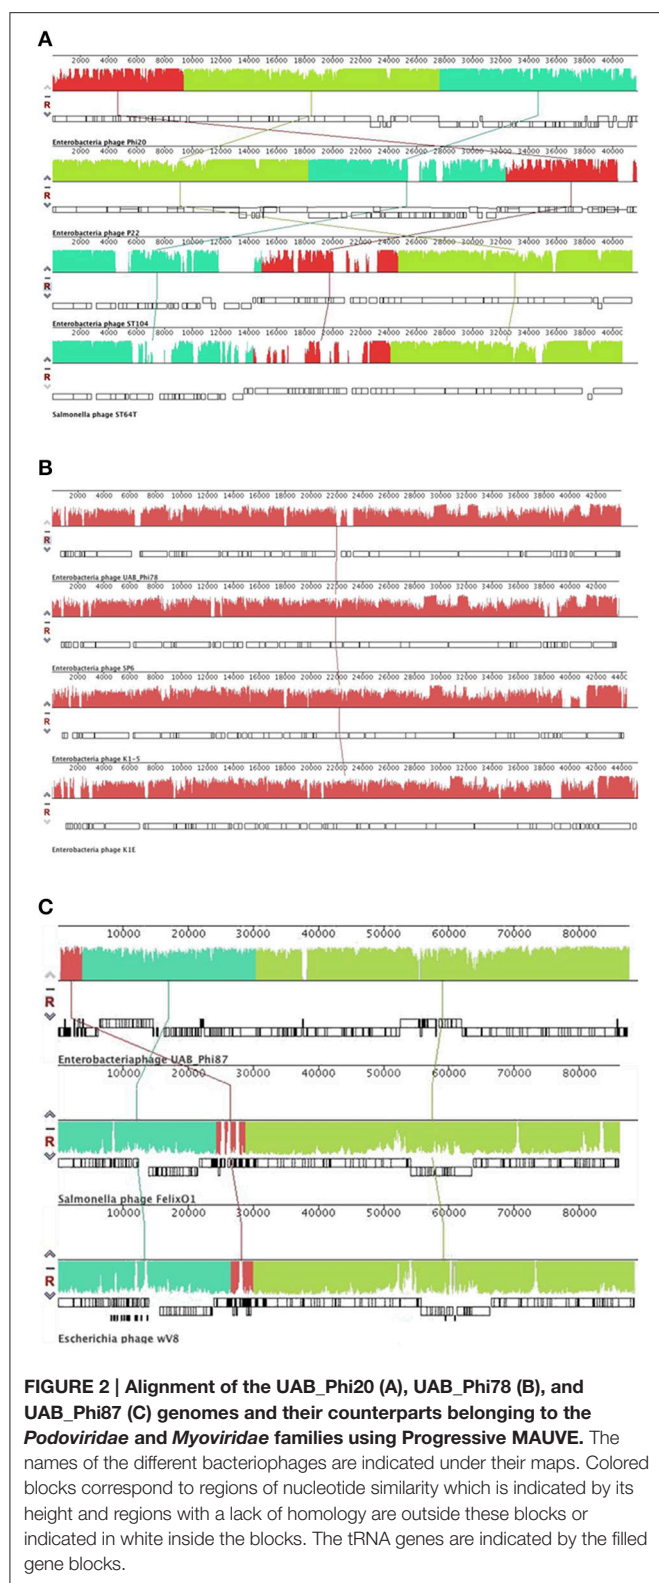 A
2000 4000 6000 8000 10000 12000 14000 16000 18000 20000 22000 24000 26000 28000 30000 32000 34000 36000 38000 40000
R
Enterobacteria phage Phi20
2000 4000 6000 8000 10000 12000 14000 16000 18000 20000 22000 24000 26000 28000 30000 32000 34000 36000 38000 40000
R
Enterobacteria phage P22
2000 4000 6000 8000 10000 12000 14000 16000 18000 20000 22000 24000 26000 28000 30000 32000 34000 36000 38000 40000
R
Enterobacteria phage ST104
2000 4000 6000 8000 10000 12000 14000 16000 18000 20000 22000 24000 26000 28000 30000 32000 34000 36000 38000 40000
R
Salmonella phage ST64T
B
2000 4000 6000 8000 10000 12000 14000 16000 18000 20000 22000 24000 26000 28000 30000 32000 34000 36000 38000 40000 42000
R
Enterobacteria phage UAB_Phi78
2000 4000 6000 8000 10000 12000 14000 16000 18000 20000 22000 24000 26000 28000 30000 32000 34000 36000 38000 40000 42000
R
Enterobacteria phage SP6
2000 4000 6000 8000 10000 12000 14000 16000 18000 20000 22000 24000 26000 28000 30000 32000 34000 36000 38000 40000 42000
R
Enterobacteria phage K1-5
2000 4000 6000 8000 10000 12000 14000 16000 18000 20000 22000 24000 26000 28000 30000 32000 34000 36000 38000 40000 42000
R
Enterobacteria phage K1E
C
10000 20000 30000 40000 50000 60000 70000 80000
R
Enterobacteriaphage UAB_Phi87
10000 20000 30000 40000 50000 60000 70000 80000
R
Salmonella phage FelixO1
10000 20000 30000 40000 50000 60000 70000 80000
R
Escherichia phage wV8
FIGURE 2 | Alignment of the UAB_Phi20 (A), UAB_Phi78 (B), and
UAB_Phi87 (C) genomes and their counterparts belonging to the
Podoviridae and Myoviridae families using Progressive MAUVE. The
names of the different bacteriophages are indicated under their maps. Colored
blocks correspond to regions of nucleotide similarity which is indicated by its
height and regions with a lack of homology are outside these blocks or
indicated in white inside the blocks. The tRNA genes are indicated by the filled
gene blocks.